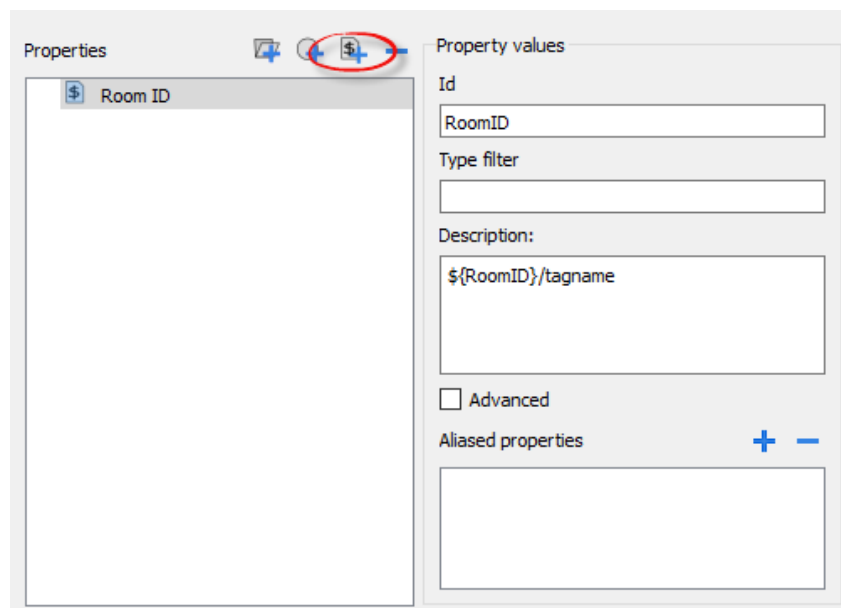 Properties
Room ID
Property values
Id
RoomID
Type filter
Description:
${RoomID}/tagname
Advanced
Aliased properties